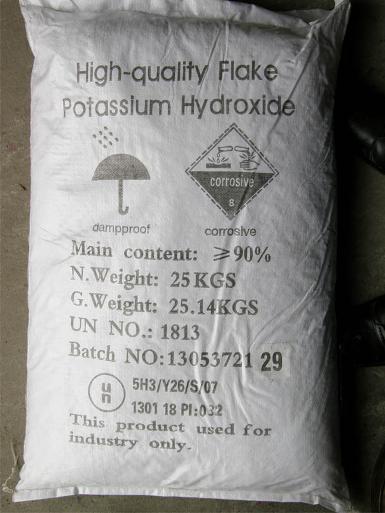 High-quality Flake
Potassium Hydroxide
corrosive
8
dampproof corrosive
Main content: ≥90%
N.Weight: 25KGS
G.Weight: 25.14KGS
UN NO.: 1813
Batch NO:13053721 29
un 5H3/Y26/S/07
1301 18 PI:032
This product used for
industry only.